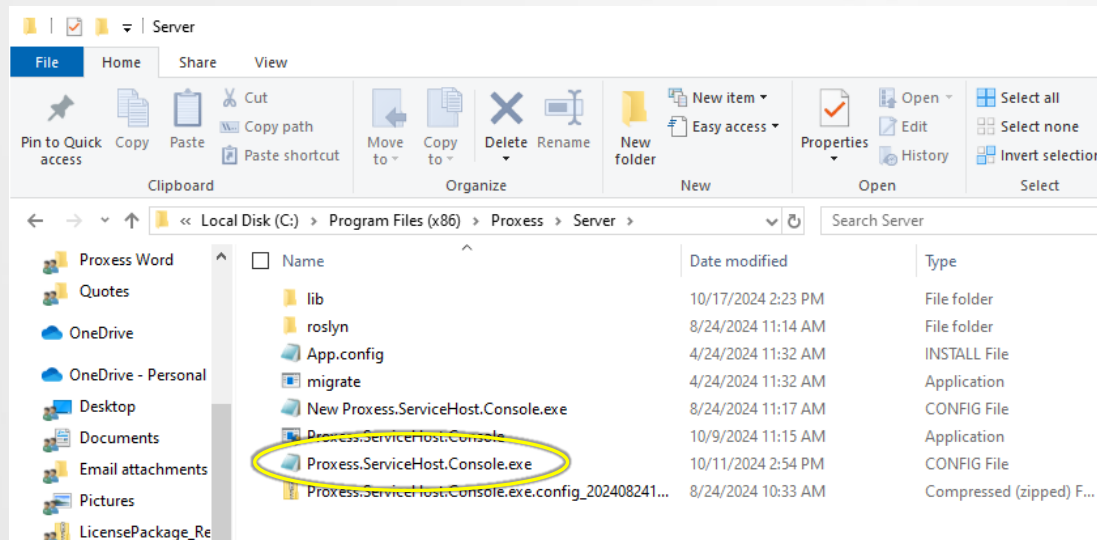 Server
File Home Share View
Pin to Quick access
Copy
Paste
Cut
Copy path
Paste shortcut
Clipboard
Move to
Copy to
Delete
Rename
Organize
New folder
New item
Easy access
New
Properties
Open
Edit
History
Open
Select all
Select none
Invert selection
Select
« Local Disk (C:) > Program Files (x86) > Proxess > Server >
Search Server
Proxess Word
Quotes
OneDrive
OneDrive - Personal
Desktop
Documents
Email attachments
Pictures
LicensePackage_Re
Name Date modified Type
lib 10/17/2024 2:23 PM File folder
roslyn 8/24/2024 11:14 AM File folder
App.config 4/24/2024 11:32 AM INSTALL File
migrate 4/24/2024 11:32 AM Application
New Proxess.ServiceHost.Console.exe 8/24/2024 11:17 AM CONFIG File
Proxess.ServiceHost.Console 10/9/2024 11:15 AM Application
Proxess.ServiceHost.Console.exe 10/11/2024 2:54 PM CONFIG File
Proxess.ServiceHost.Console.exe.config_202408241... 8/24/2024 10:33 AM Compressed (zipped) F...